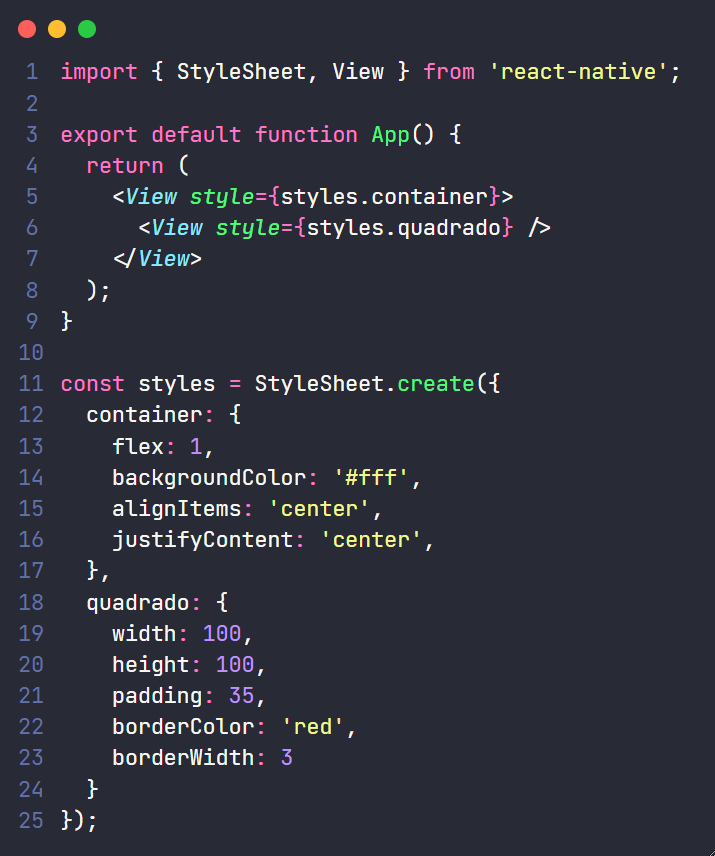 1 import { StyleSheet, View } from 'react-native';
2
3 export default function App() {
4   return (
5     <View style={styles.container}>
6       <View style={styles.quadrado} />
7     </View>
8   );
9 }
10
11 const styles = StyleSheet.create({
12   container: {
13     flex: 1,
14     backgroundColor: '#fff',
15     alignItems: 'center',
16     justifyContent: 'center',
17   },
18   quadrado: {
19     width: 100,
20     height: 100,
21     padding: 35,
22     borderColor: 'red',
23     borderWidth: 3
24   }
25 });